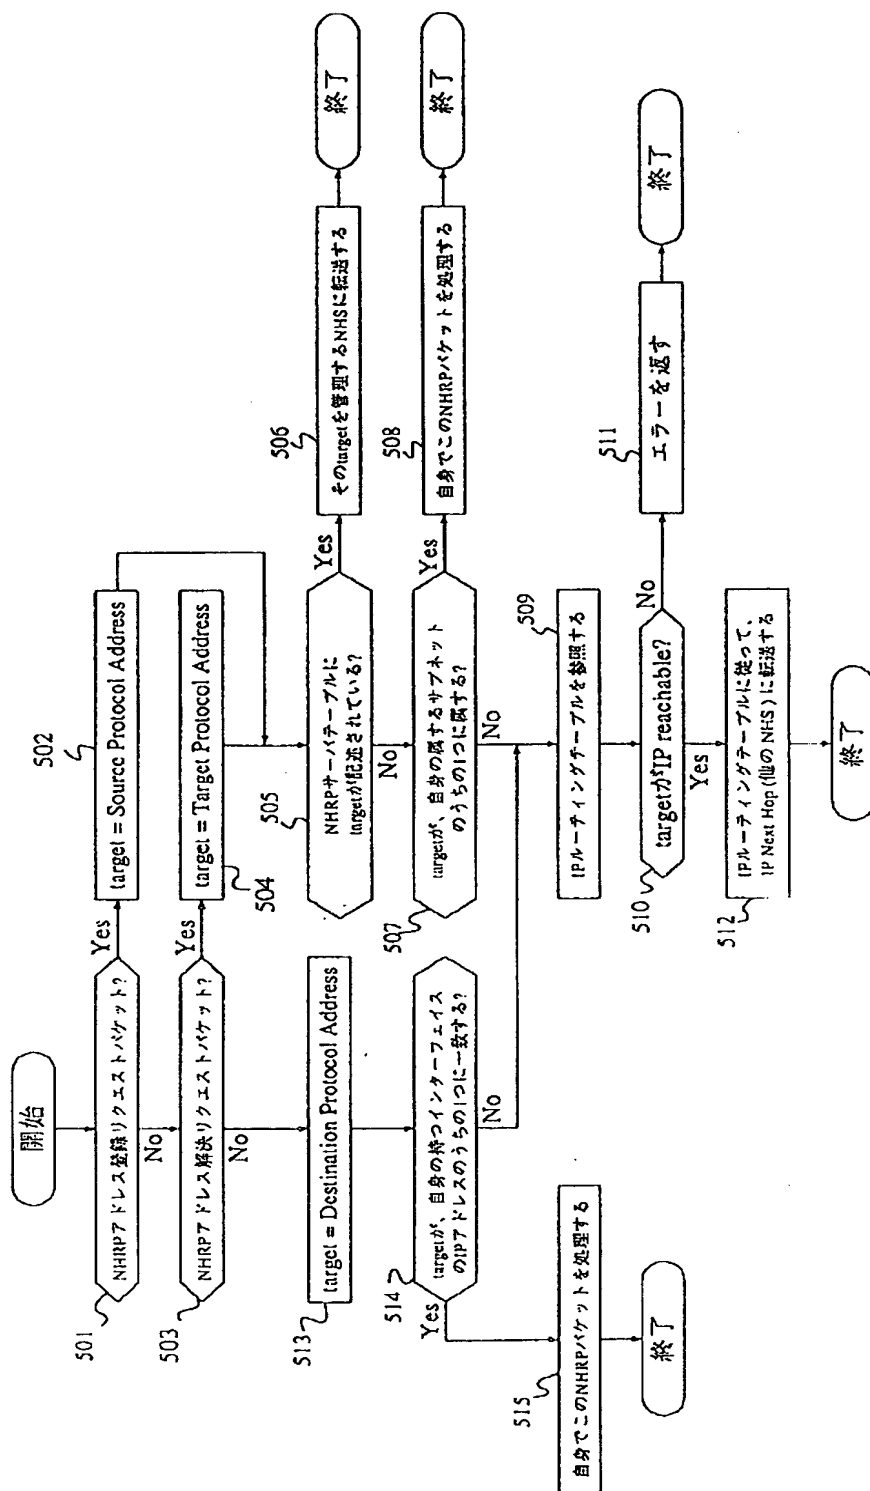 開始
501
NHRPアドレス登録リクエストパケット?
Yes
No
502
target = Source Protocol Address
503
NHRPアドレス解決リクエストパケット?
Yes
No
504
target = Target Protocol Address
505
NHRPサーバテーブルに
targetが記述されている?
Yes
No
506
そのtargetを管理するNHSに転送する
終了
507
targetが、自身の属するサブネット
のうちの1つに属する?
Yes
No
508
自身でこのNHRPパケットを処理する
終了
513
target = Destination Protocol Address
514
targetが、自身の持つインターフェイス
のIPアドレスのうちの1つに一致する?
Yes
No
515
自身でこのNHRPパケットを処理する
終了
509
IPルーティングテーブルを参照する
510
targetがIP reachable?
No
Yes
511
エラーを返す
終了
512
IPルーティングテーブルに従って、
IP Next Hop (他の NHS) に転送する
終了